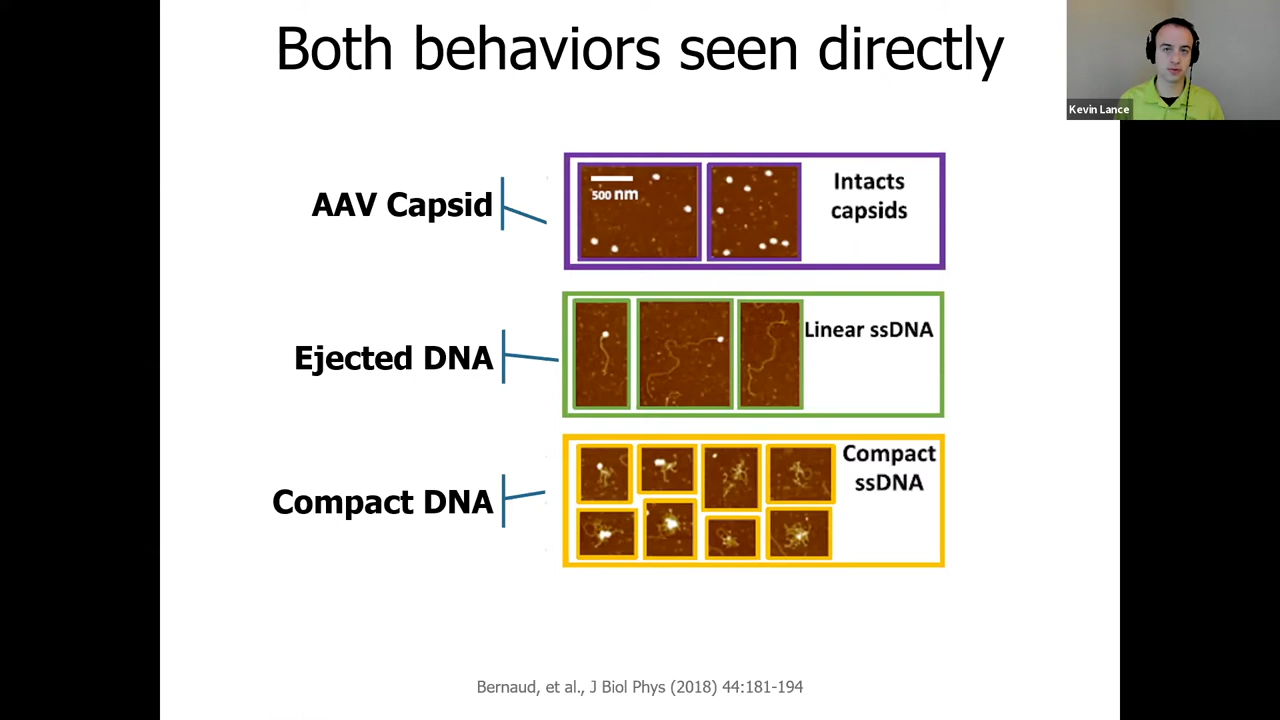 Both behaviors seen directly
Kevin Lance
AAV Capsid
500 nm
Intacts
capsids
Ejected DNA
Linear ssDNA
Compact DNA
Compact
ssDNA
Bernaud, et al., J Biol Phys (2018) 44:181-194